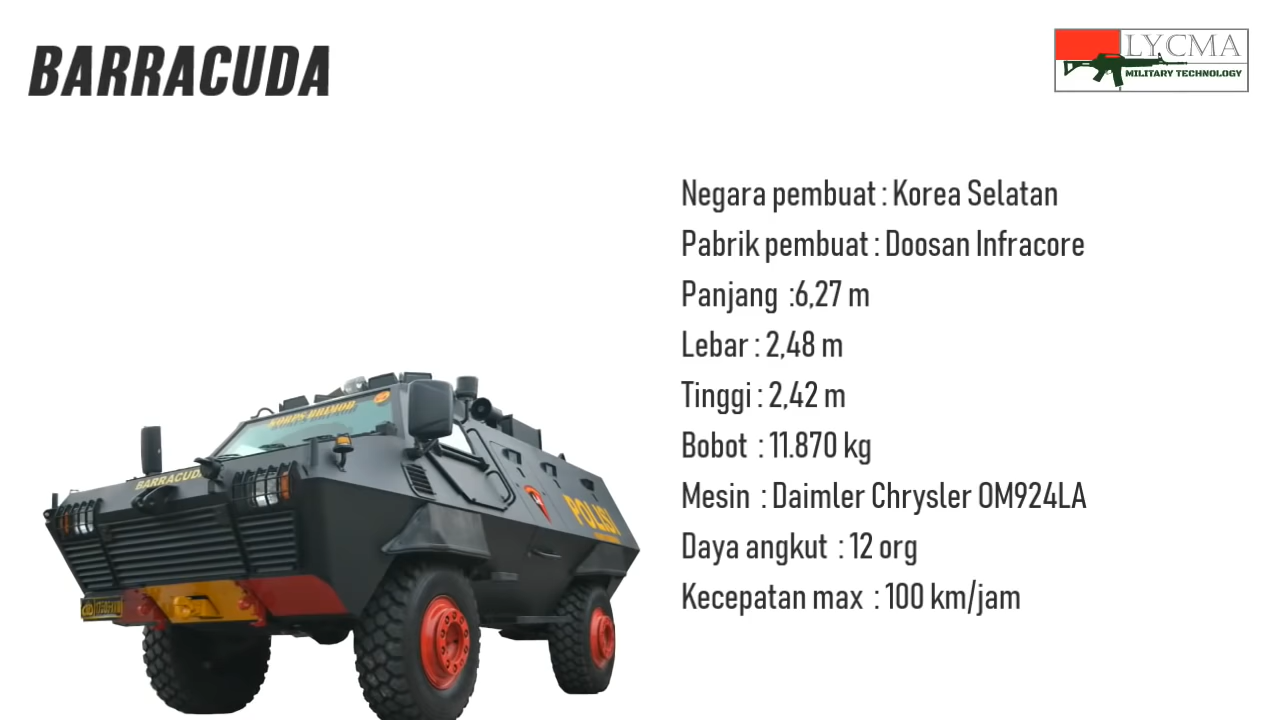 BARRACUDA
LYCMA
MILITARY TECHNOLOGY
Negara pembuat : Korea Selatan
Pabrik pembuat : Doosan Infracore
Panjang :6,27 m
Lebar : 2,48 m
Tinggi : 2,42 m
Bobot : 11.870 kg
Mesin : Daimler Chrysler OM924LA
Daya angkut : 12 org
Kecepatan max : 100 km/jam
KORPS BRIMOB
BARRACUDA
POLISI